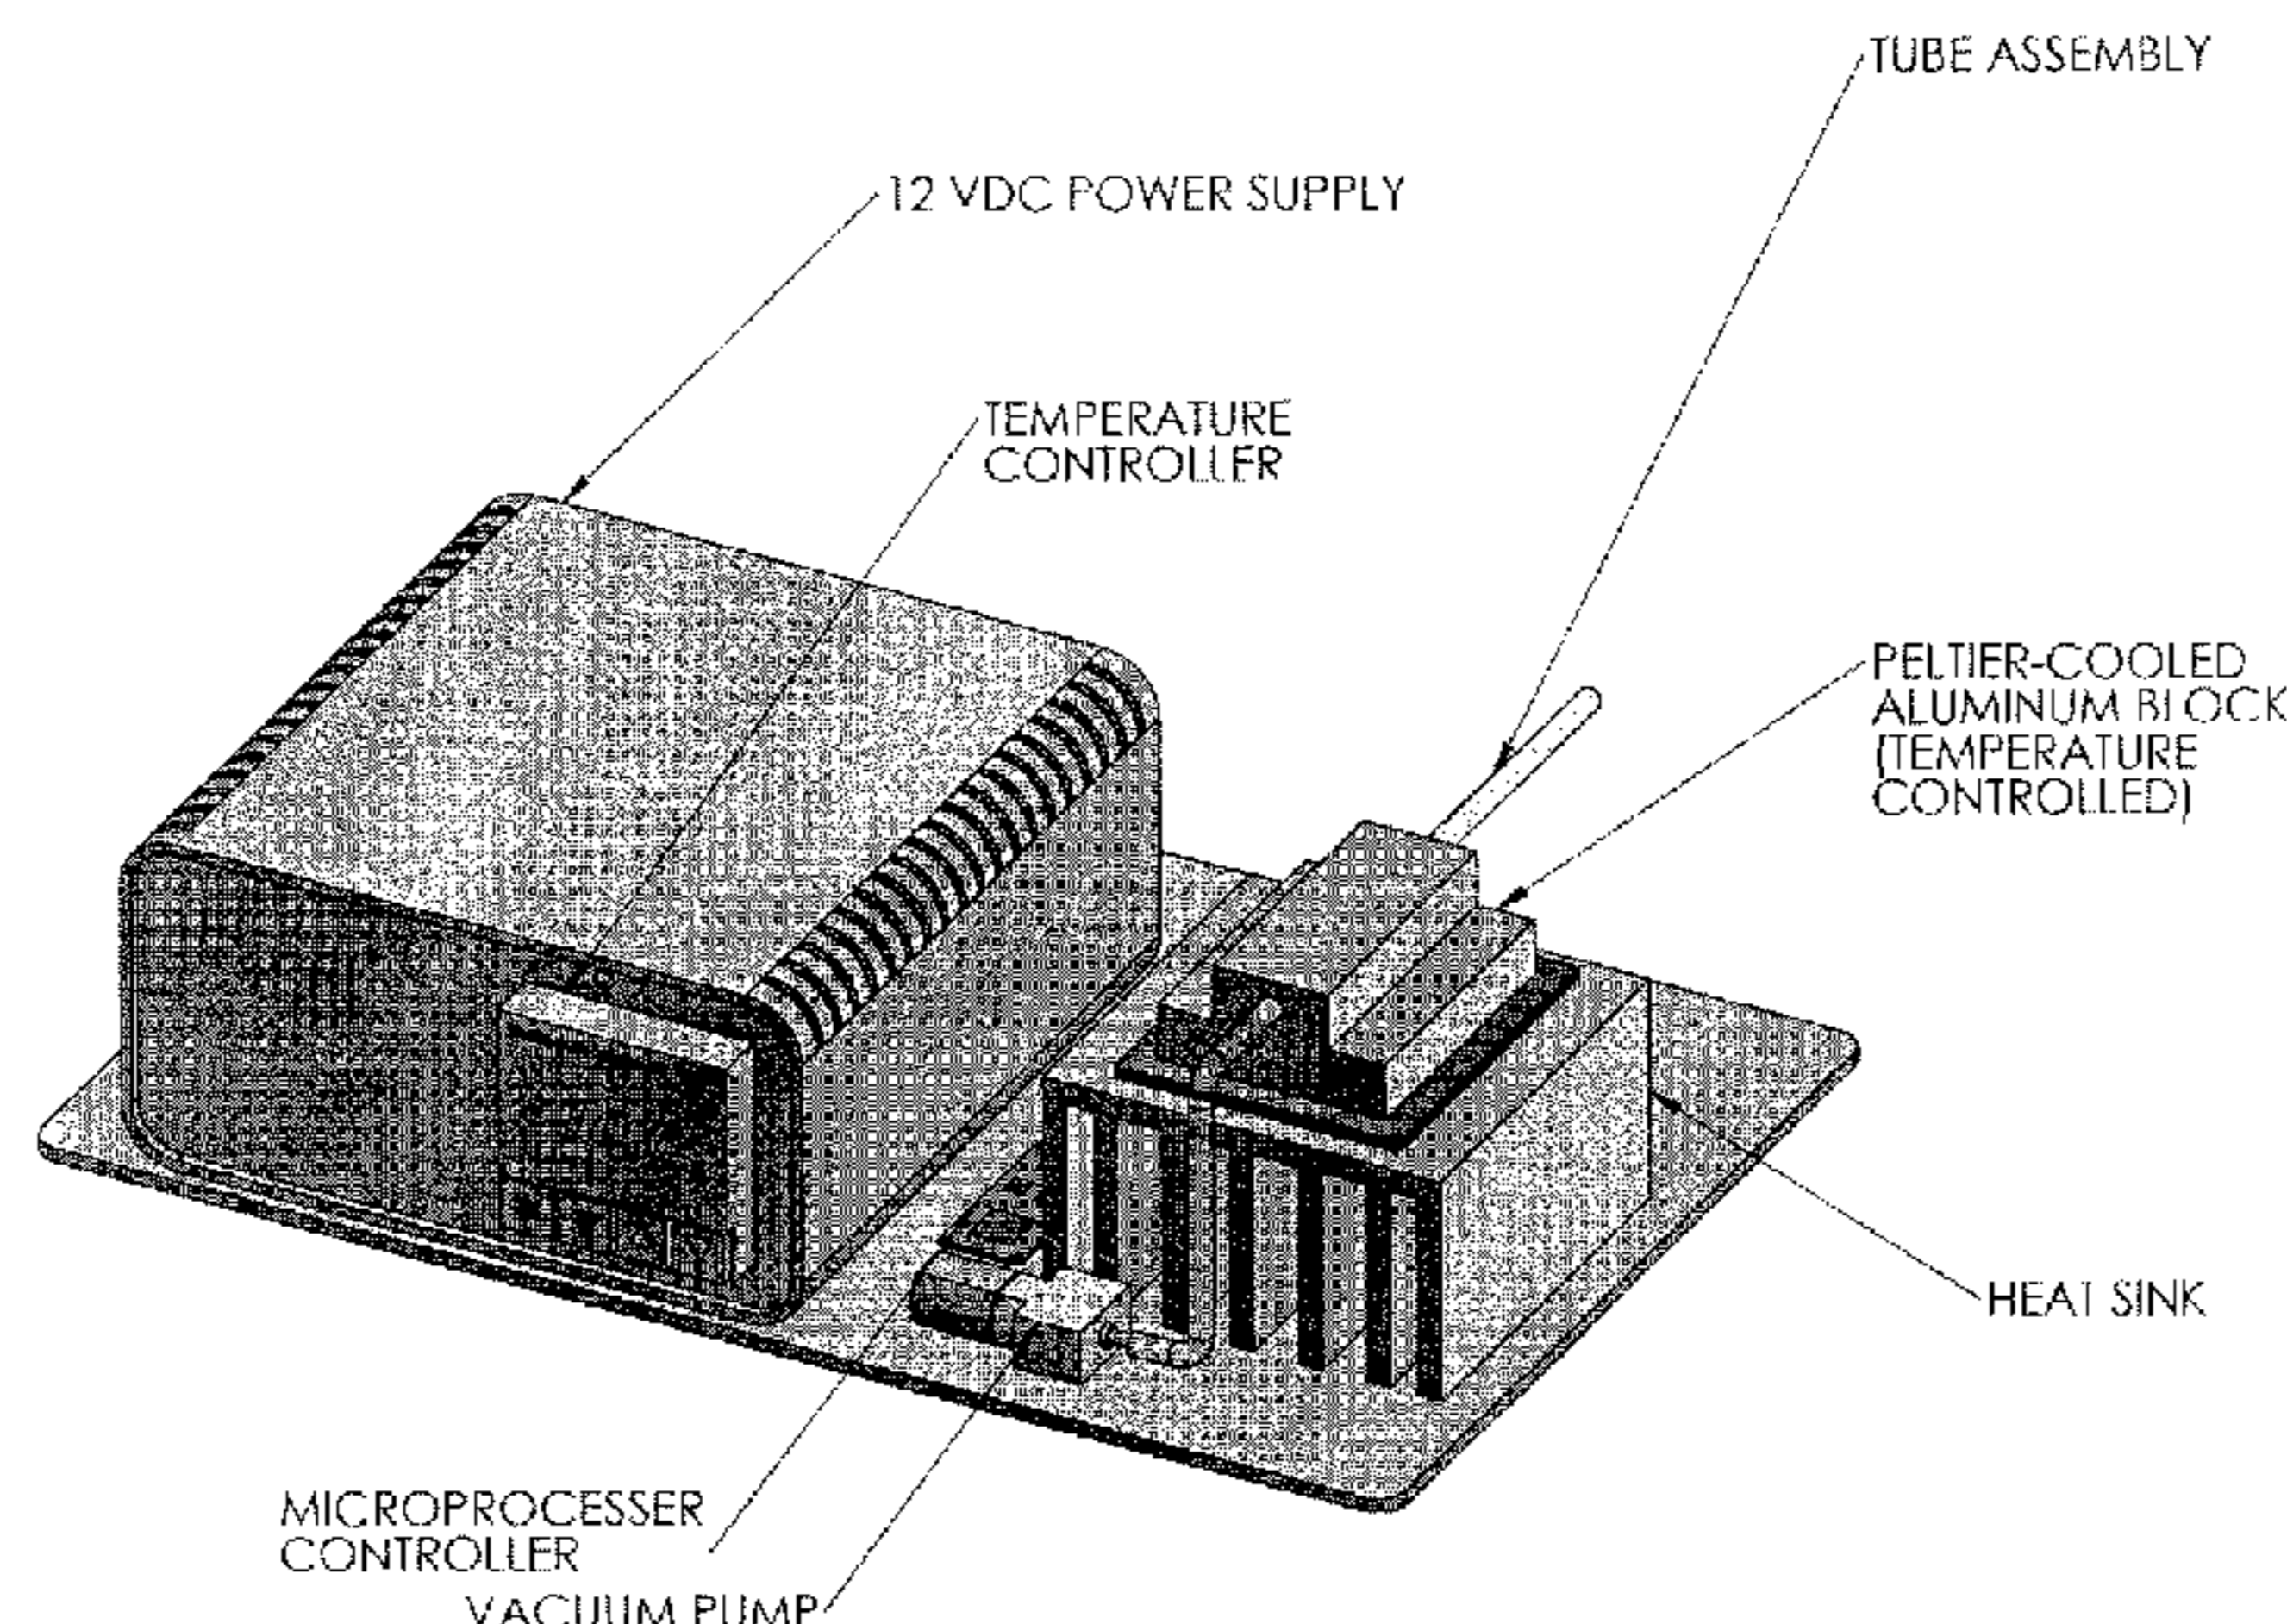 TUBE ASSEMBLY
12 VDC POWER SUPPLY
TEMPERATURE
CONTROLLER
PELTIER-COOLED
ALUMINUM BLOCK
(TEMPERATURE
CONTROLLED)
HEAT SINK
MICROPROCESSER
CONTROLLER
VACUUM PUMP